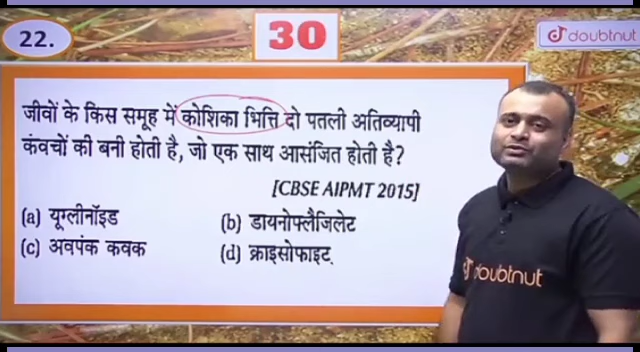 22.
30
doubtnut
जीवों के किस समूह में कोशिका भित्ति दो पतली अतिव्यापी
कंवचों की बनी होती है, जो एक साथ आसंजित होती है?
[CBSE AIPMT 2015]
(a) यूग्लीनॉइड
(b) डायनोफ्लैजिलेट
(c) अवपंक कवक
(d) क्राइसोफाइट.
doubtnut